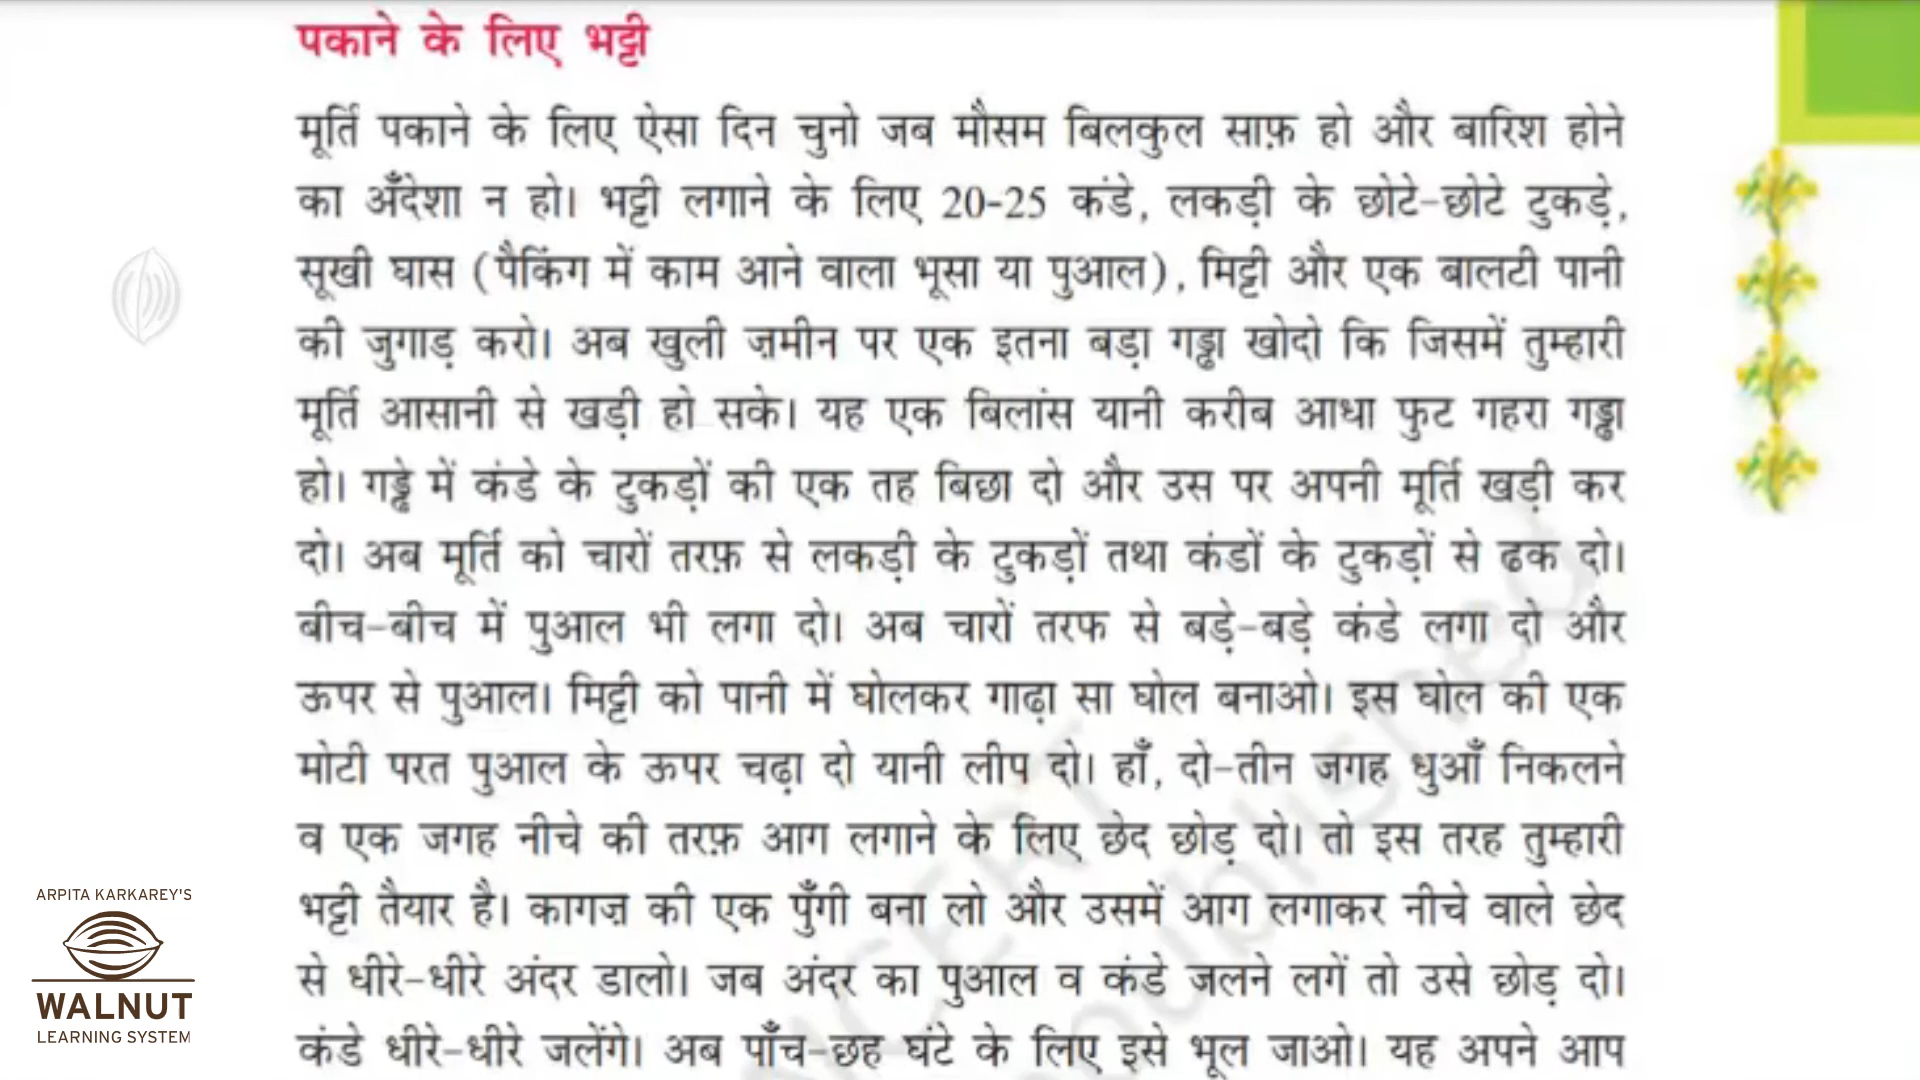 पकाने के लिए भट्टी
मूर्ति पकाने के लिए ऐसा दिन चुनो जब मौसम बिलकुल साफ़ हो और बारिश होने
का अँदेशा न हो। भट्टी लगाने के लिए 20-25 कंडे, लकड़ी के छोटे-छोटे टुकड़े,
सूखी घास (पैकिंग में काम आने वाला भूसा या पुआल), मिट्टी और एक बालटी पानी
की जुगाड़ करो। अब खुली ज़मीन पर एक इतना बड़ा गड्ढा खोदो कि जिसमें तुम्हारी
मूर्ति आसानी से खड़ी हो सके। यह एक बिलांस यानी करीब आधा फुट गहरा गड्ढा
हो। गड्ढे में कंडे के टुकड़ों की एक तह बिछा दो और उस पर अपनी मूर्ति खड़ी कर
दो। अब मूर्ति को चारों तरफ़ से लकड़ी के टुकड़ों तथा कंडों के टुकड़ों से ढक दो।
बीच-बीच में पुआल भी लगा दो। अब चारों तरफ से बड़े-बड़े कंडे लगा दो और
ऊपर से पुआल। मिट्टी को पानी में घोलकर गाढ़ा सा घोल बनाओ। इस घोल की एक
मोटी परत पुआल के ऊपर चढ़ा दो यानी लीप दो। हाँ, दो-तीन जगह धुआँ निकलने
व एक जगह नीचे की तरफ़ आग लगाने के लिए छेद छोड़ दो। तो इस तरह तुम्हारी
भट्टी तैयार है। कागज़ की एक पुँगी बना लो और उसमें आग लगाकर नीचे वाले छेद
से धीरे-धीरे अंदर डालो। जब अंदर का पुआल व कंडे जलने लगें तो उसे छोड़ दो।
कंडे धीरे-धीरे जलेंगे। अब पाँच-छह घंटे के लिए इसे भूल जाओ। यह अपने आप
ARPITA KARKAREY'S
WALNUT
LEARNING SYSTEM